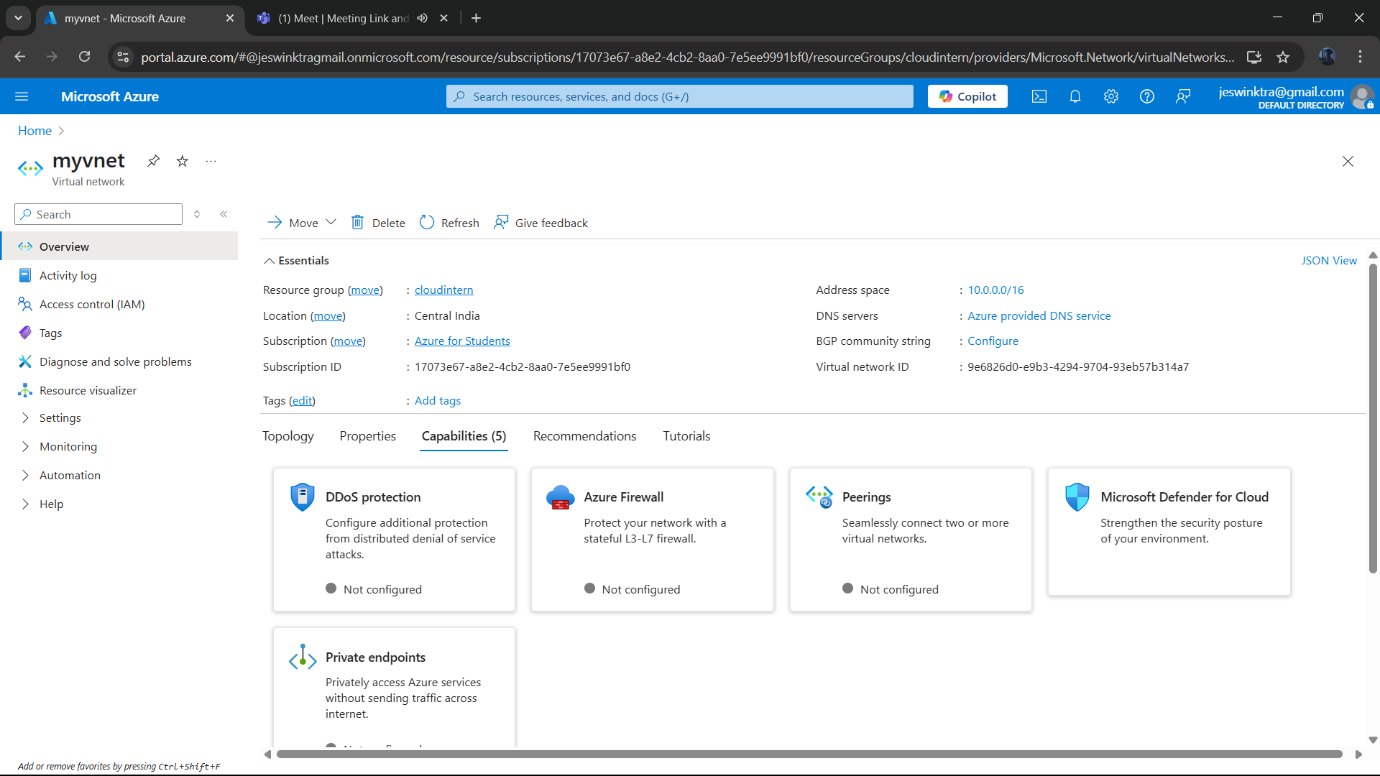 myvnet - Microsoft Azure
(1) Meet | Meeting Link and
portal.azure.com/#@jeswinktragmail.onmicrosoft.com/resource/subscriptions/17073e67-a8e2-4cb2-8aa0-7e5ee9991bf0/resourceGroups/cloudintern/providers/Microsoft.Network/virtualNetworks...
Microsoft Azure
Search resources, services, and docs (G+/)
Copilot
jeswinktra@gmail.com
DEFAULT DIRECTORY
Home
myvnet
Virtual network
Search
Overview
Activity log
Access control (IAM)
Tags
Diagnose and solve problems
Resource visualizer
Settings
Monitoring
Automation
Help
Add or remove favorites by pressing Ctrl+Shift+F
Move
Delete
Refresh
Give feedback
Essentials
JSON View
Resource group (move) : cloudintern
Location (move) : Central India
Subscription (move) : Azure for Students
Subscription ID : 17073e67-a8e2-4cb2-8aa0-7e5ee9991bf0
Address space : 10.0.0.0/16
DNS servers : Azure provided DNS service
BGP community string : Configure
Virtual network ID : 9e6826d0-e9b3-4294-9704-93eb57b314a7
Tags (edit) : Add tags
Topology
Properties
Capabilities (5)
Recommendations
Tutorials
DDoS protection
Configure additional protection
from distributed denial of service
attacks.
Not configured
Azure Firewall
Protect your network with a
stateful L3-L7 firewall.
Not configured
Peerings
Seamlessly connect two or more
virtual networks.
Not configured
Microsoft Defender for Cloud
Strengthen the security posture
of your environment.
Private endpoints
Privately access Azure services
without sending traffic across
internet.